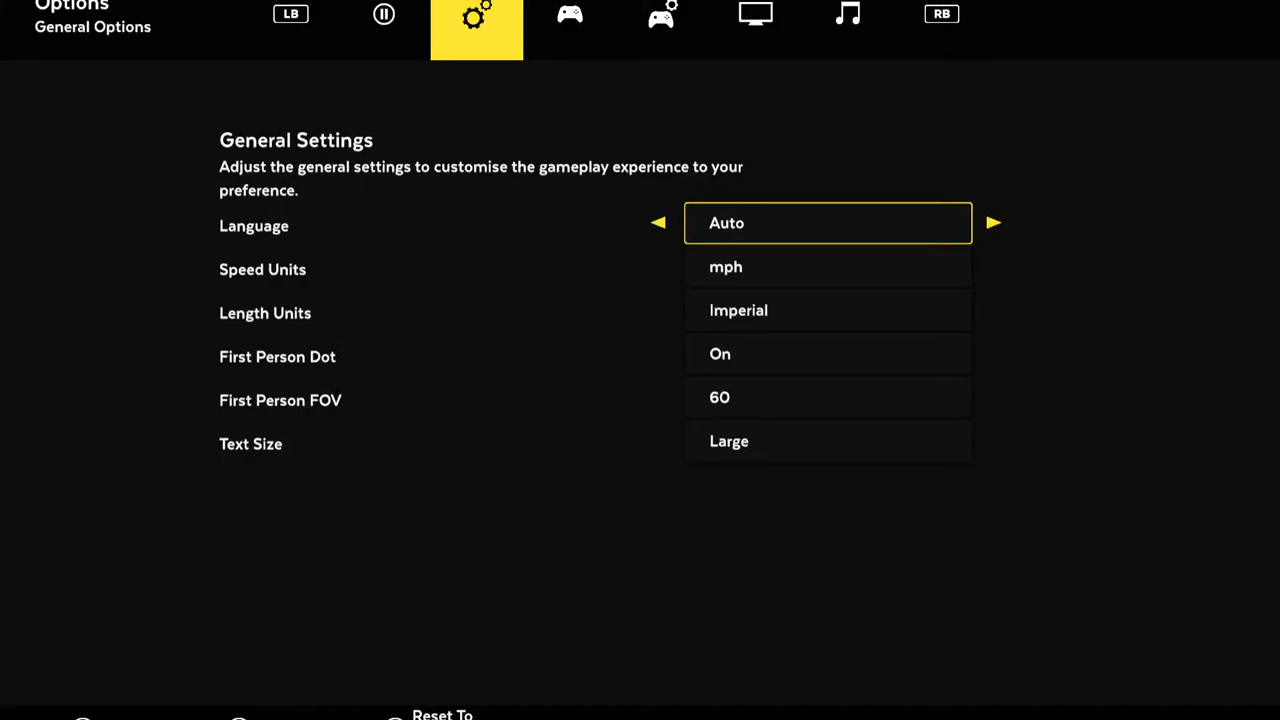 Options
General Options
LB
RB
General Settings
Adjust the general settings to customise the gameplay experience to your
preference.
Language
Auto
Speed Units
mph
Length Units
Imperial
First Person Dot
On
First Person FOV
60
Text Size
Large
Reset To